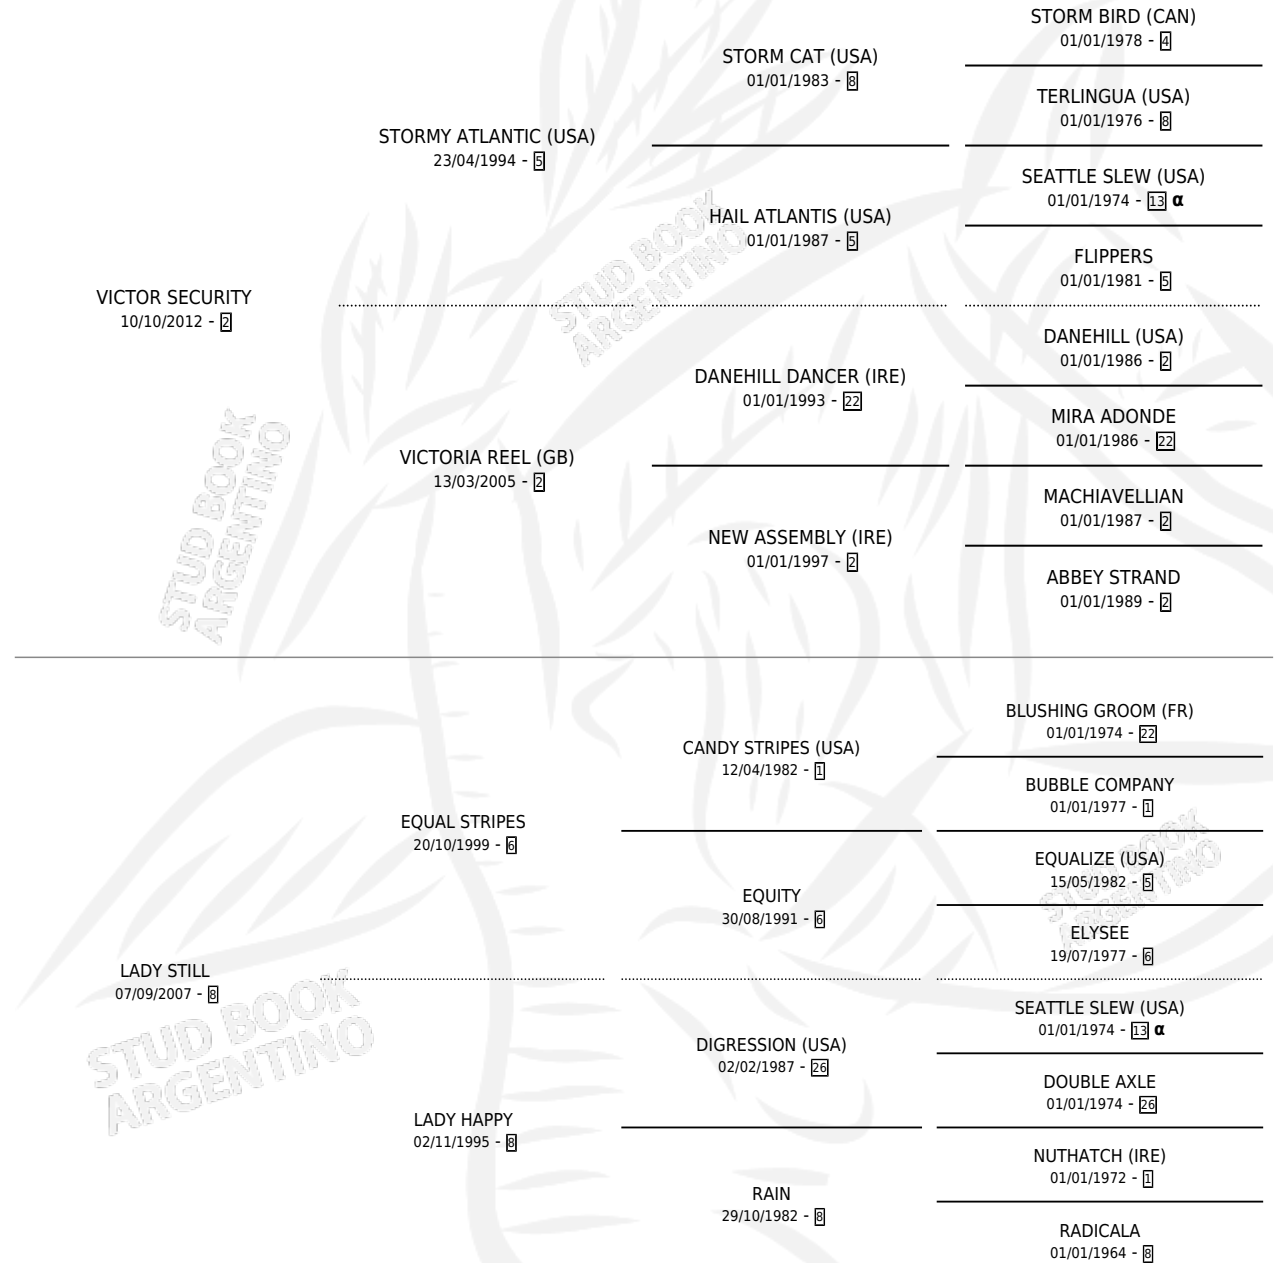 STORM BIRD (CAN)
01/01/1978 - 4
STORM CAT (USA)
01/01/1983 - 8
TERLINGUA (USA)
01/01/1976 - 8
STORMY ATLANTIC (USA)
23/04/1994 - 5
SEATTLE SLEW (USA)
01/01/1974 - 13 α
HAIL ATLANTIS (USA)
01/01/1987 - 5
FLIPPERS
01/01/1981 - 5
STUD BOOK
ARGENTINO
VICTOR SECURITY
10/10/2012 - 2
DANEHILL (USA)
01/01/1986 - 2
DANEHILL DANCER (IRE)
01/01/1993 - 22
MIRA ADONDE
01/01/1986 - 22
VICTORIA REEL (GB)
13/03/2005 - 2
MACHIAVELLIAN
01/01/1987 - 2
NEW ASSEMBLY (IRE)
01/01/1997 - 2
ABBEY STRAND
01/01/1989 - 2
STUD BOOK
ARGENTINO
BLUSHING GROOM (FR)
01/01/1974 - 22
CANDY STRIPES (USA)
12/04/1982 - 1
BUBBLE COMPANY
01/01/1977 - 1
EQUAL STRIPES
20/10/1999 - 6
EQUALIZE (USA)
15/05/1982 - 5
EQUITY
30/08/1991 - 6
ELYSEE
19/07/1977 - 6
STUD BOOK
ARGENTINO
LADY STILL
07/09/2007 - 8
SEATTLE SLEW (USA)
01/01/1974 - 13 α
DIGRESSION (USA)
02/02/1987 - 26
DOUBLE AXLE
01/01/1974 - 26
STUD BOOK
ARGENTINO
LADY HAPPY
02/11/1995 - 8
NUTHATCH (IRE)
01/01/1972 - 1
RAIN
29/10/1982 - 8
RADICALA
01/01/1964 - 8